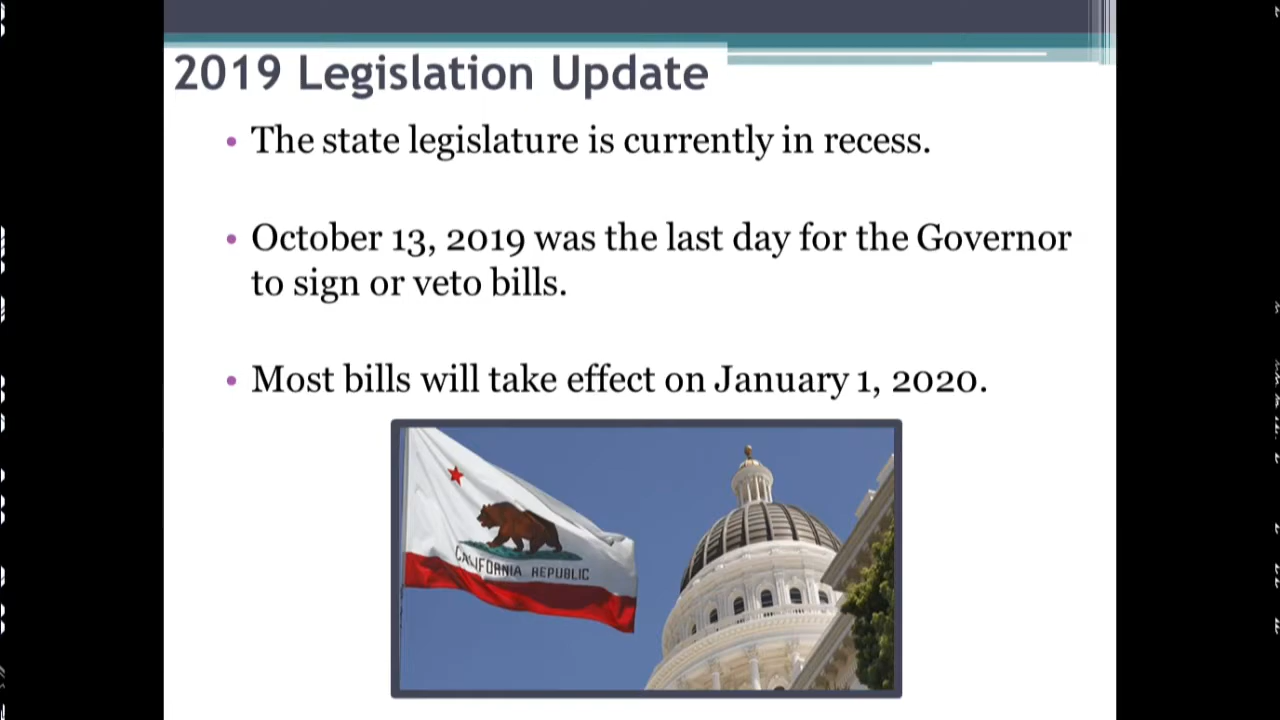 2019 Legislation Update
• The state legislature is currently in recess.
• October 13, 2019 was the last day for the Governor
to sign or veto bills.
• Most bills will take effect on January 1, 2020.
CALIFORNIA REPUBLIC